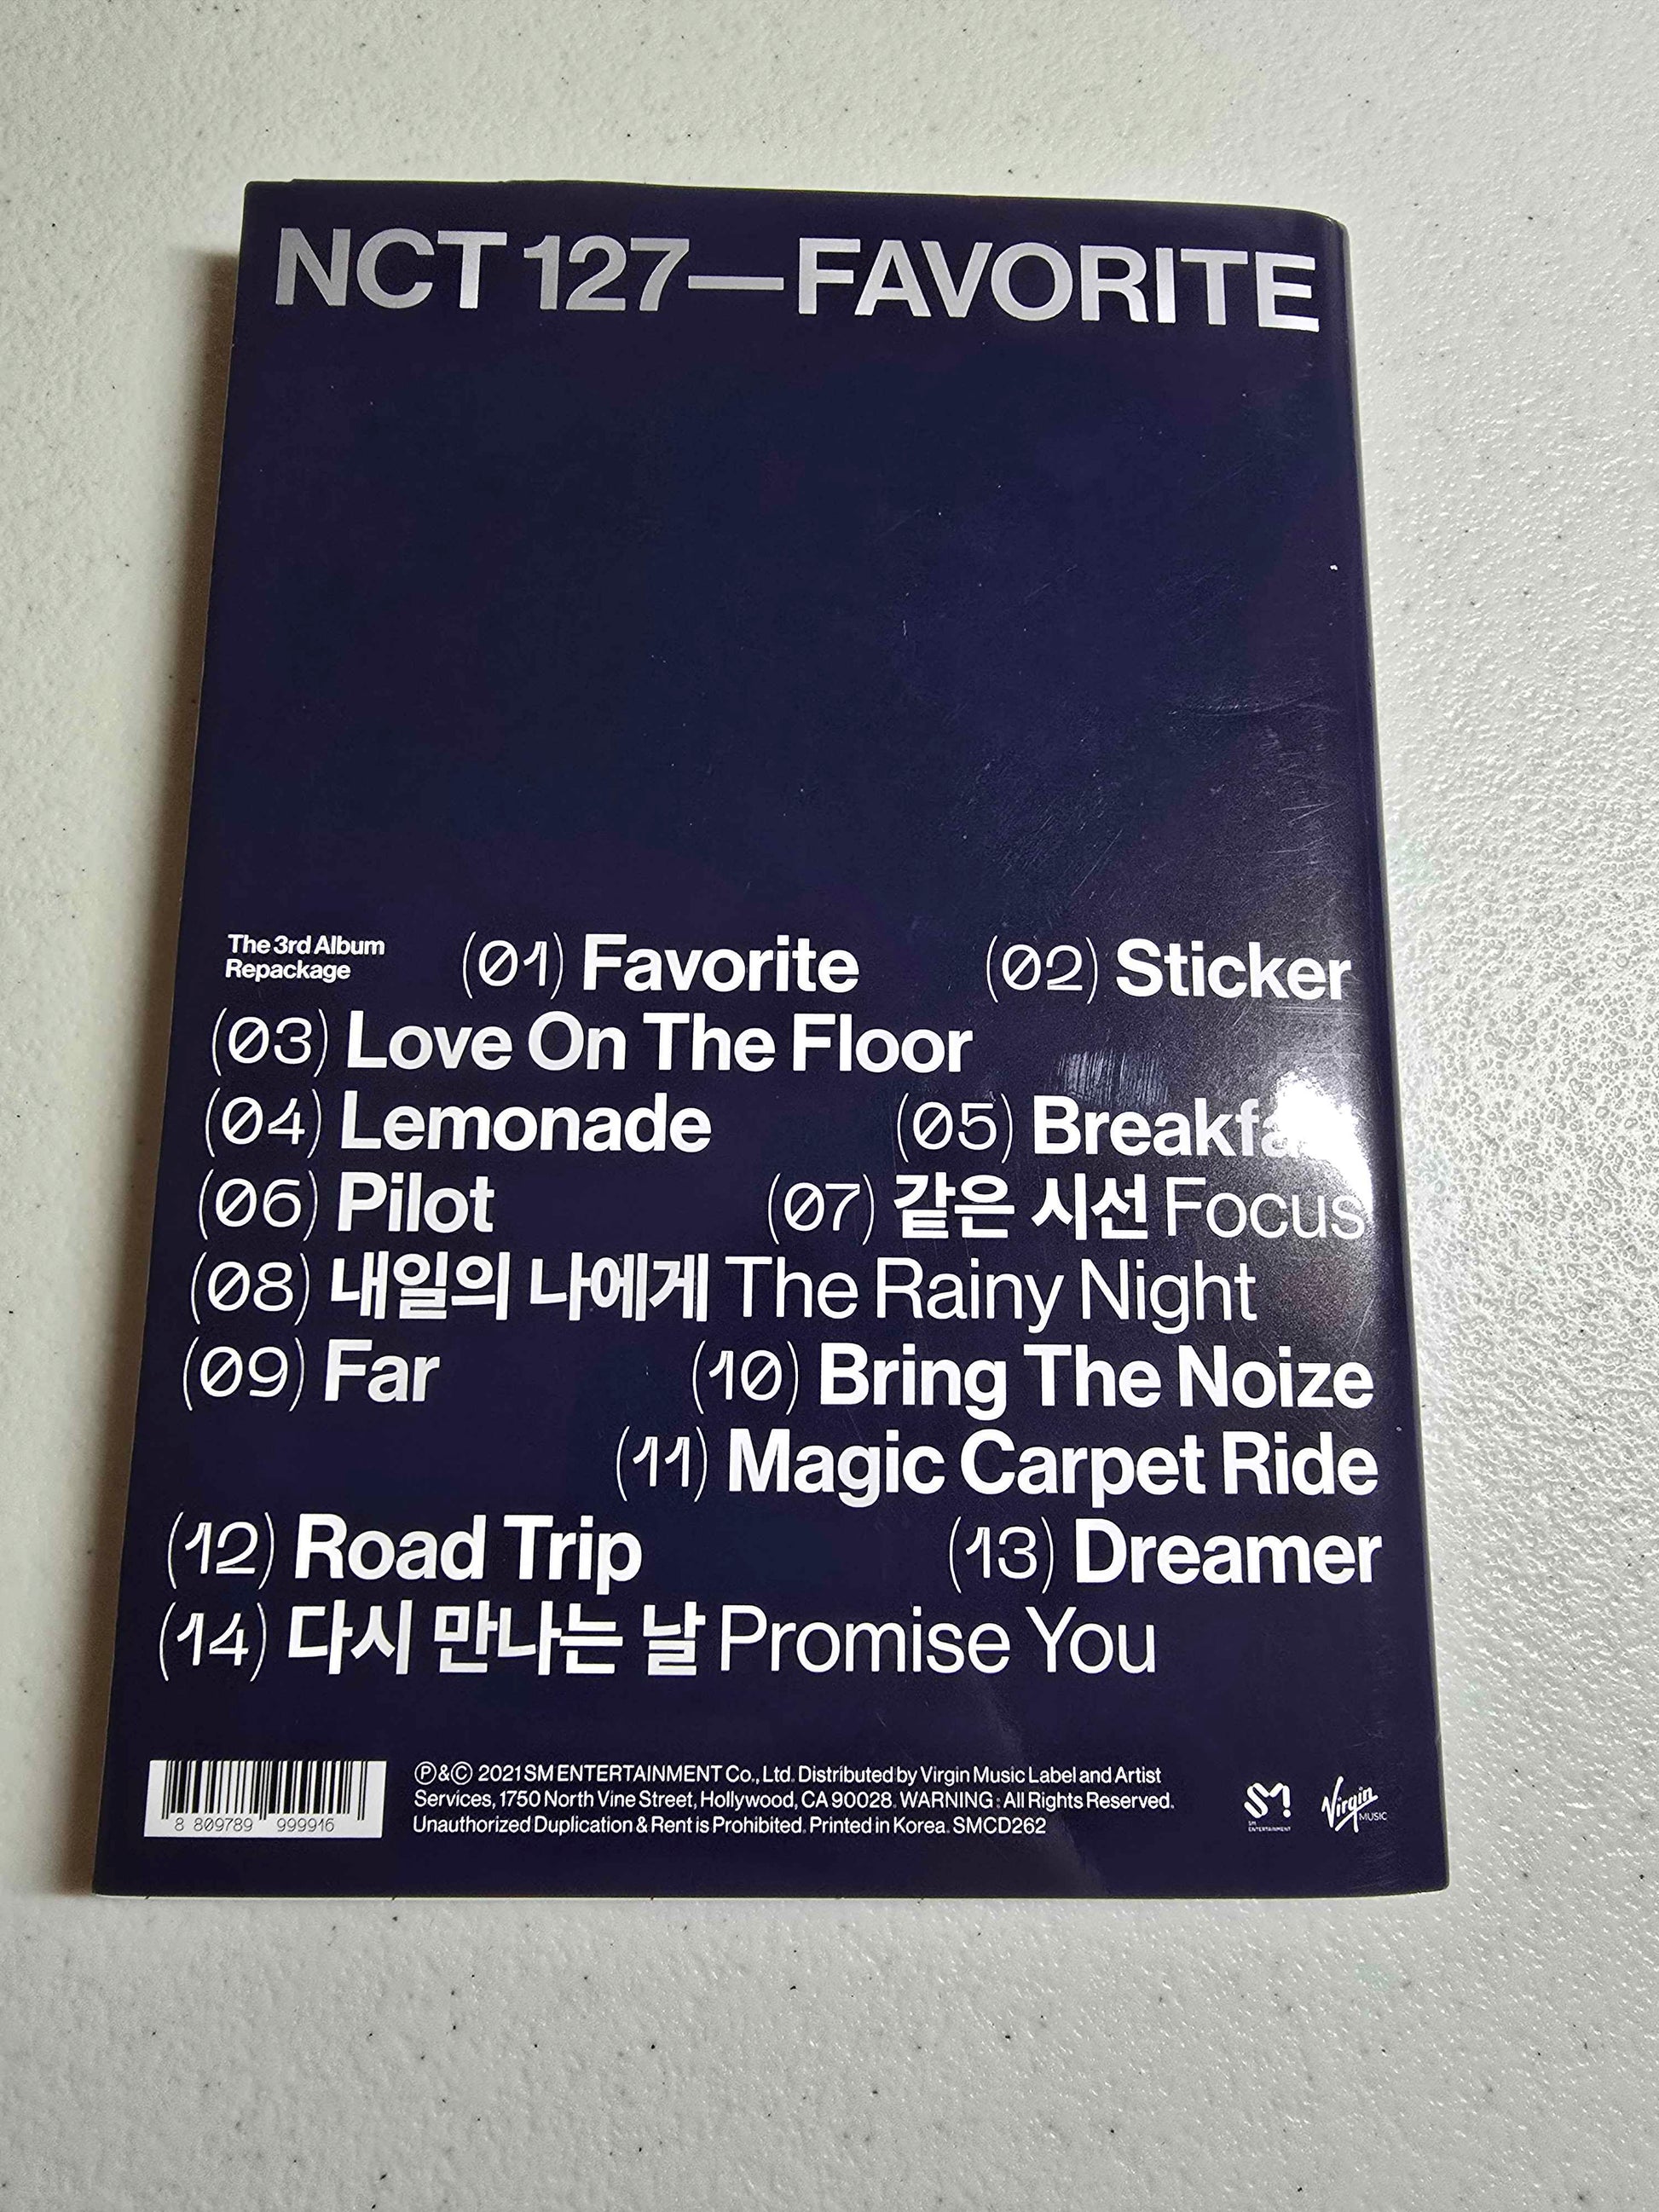 NCT 127—FAVORITE
The 3rd Album
Repackage
(01) Favorite (02) Sticker
(03) Love On The Floor
(04) Lemonade (05)
(06) Pilot (07) 같은 시선 Focus
(08) 내일의 나에게 The Rainy Night
(09) Far (10) Bring The Noize
(11) Magic Carpet Ride
(12) Road Trip (13) Dreamer
(14) 다시 만나는 날 Promise You
8 809789 999916
Ⓟ&Ⓒ 2021 SM ENTERTAINMENT Co., Ltd. Distributed by Virgin Music Label and Artist
Services, 1750 North Vine Street, Hollywood, CA 90028. WARNING : All Rights Reserved.
Unauthorized Duplication & Rent is Prohibited. Printed in Korea. SMCD262
SM!
SM
ENTERTAINMENT
Virgin
MUSIC